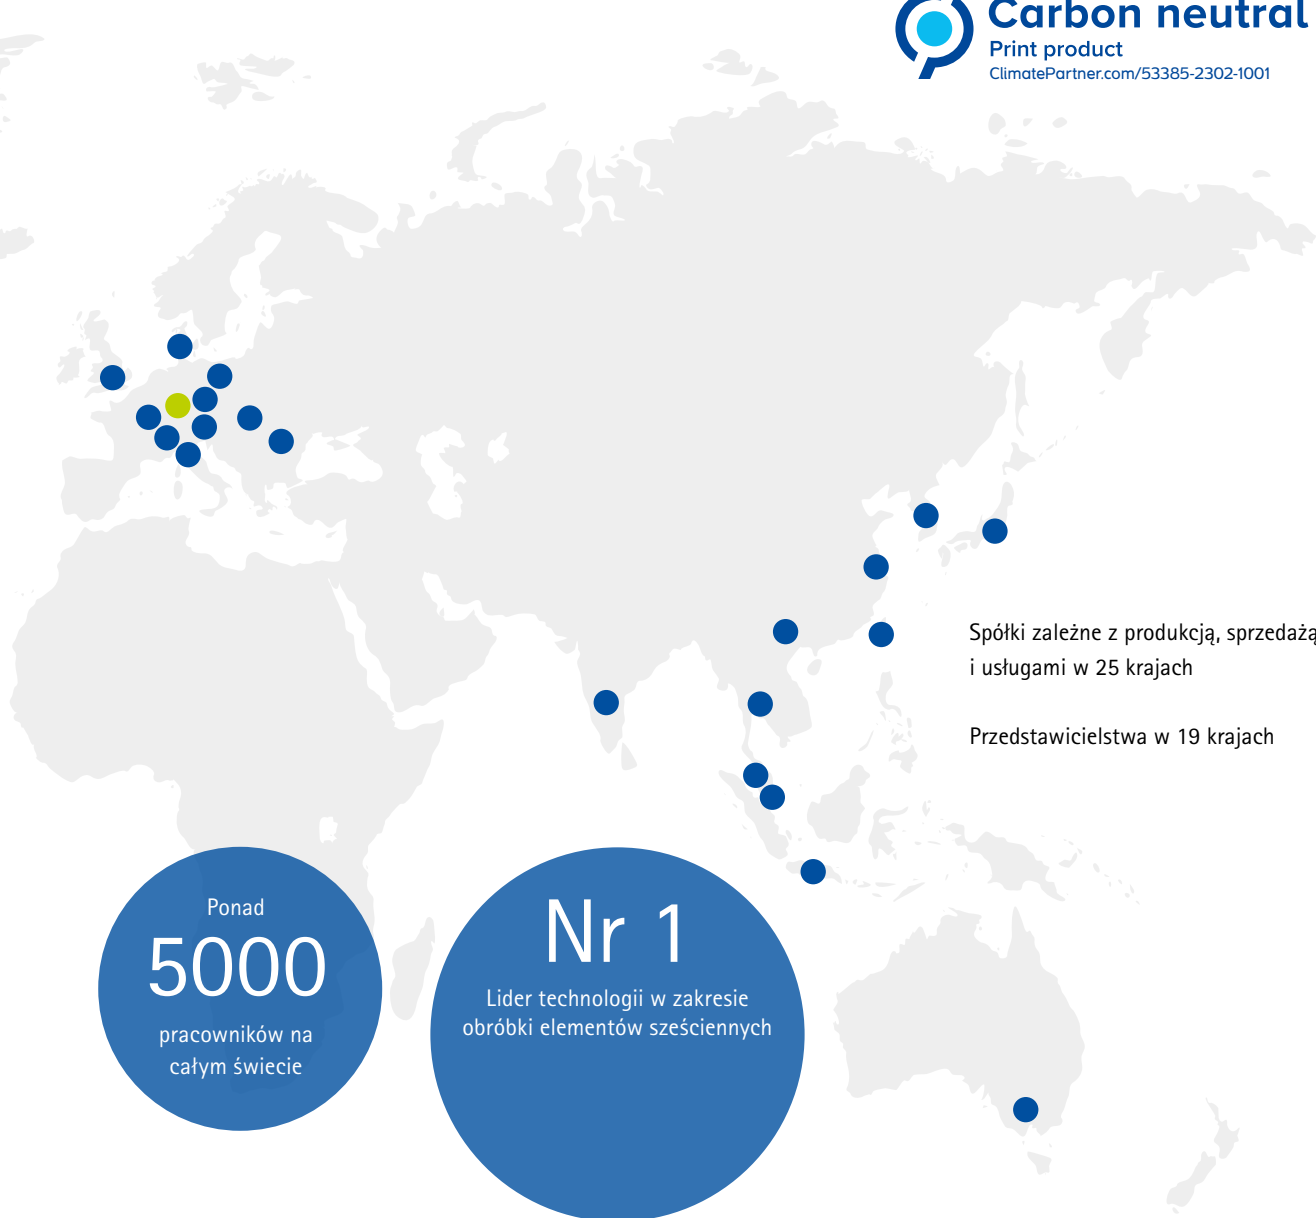 Carbon neutral
Print product
ClimatePartner.com/53385-2302-1001
Spółki zależne z produkcją, sprzedażą
i usługami w 25 krajach
Przedstawicielstwa w 19 krajach
Ponad
5000
pracowników na
całym świecie
Nr 1
Lider technologii w zakresie
obróbki elementów sześciennych